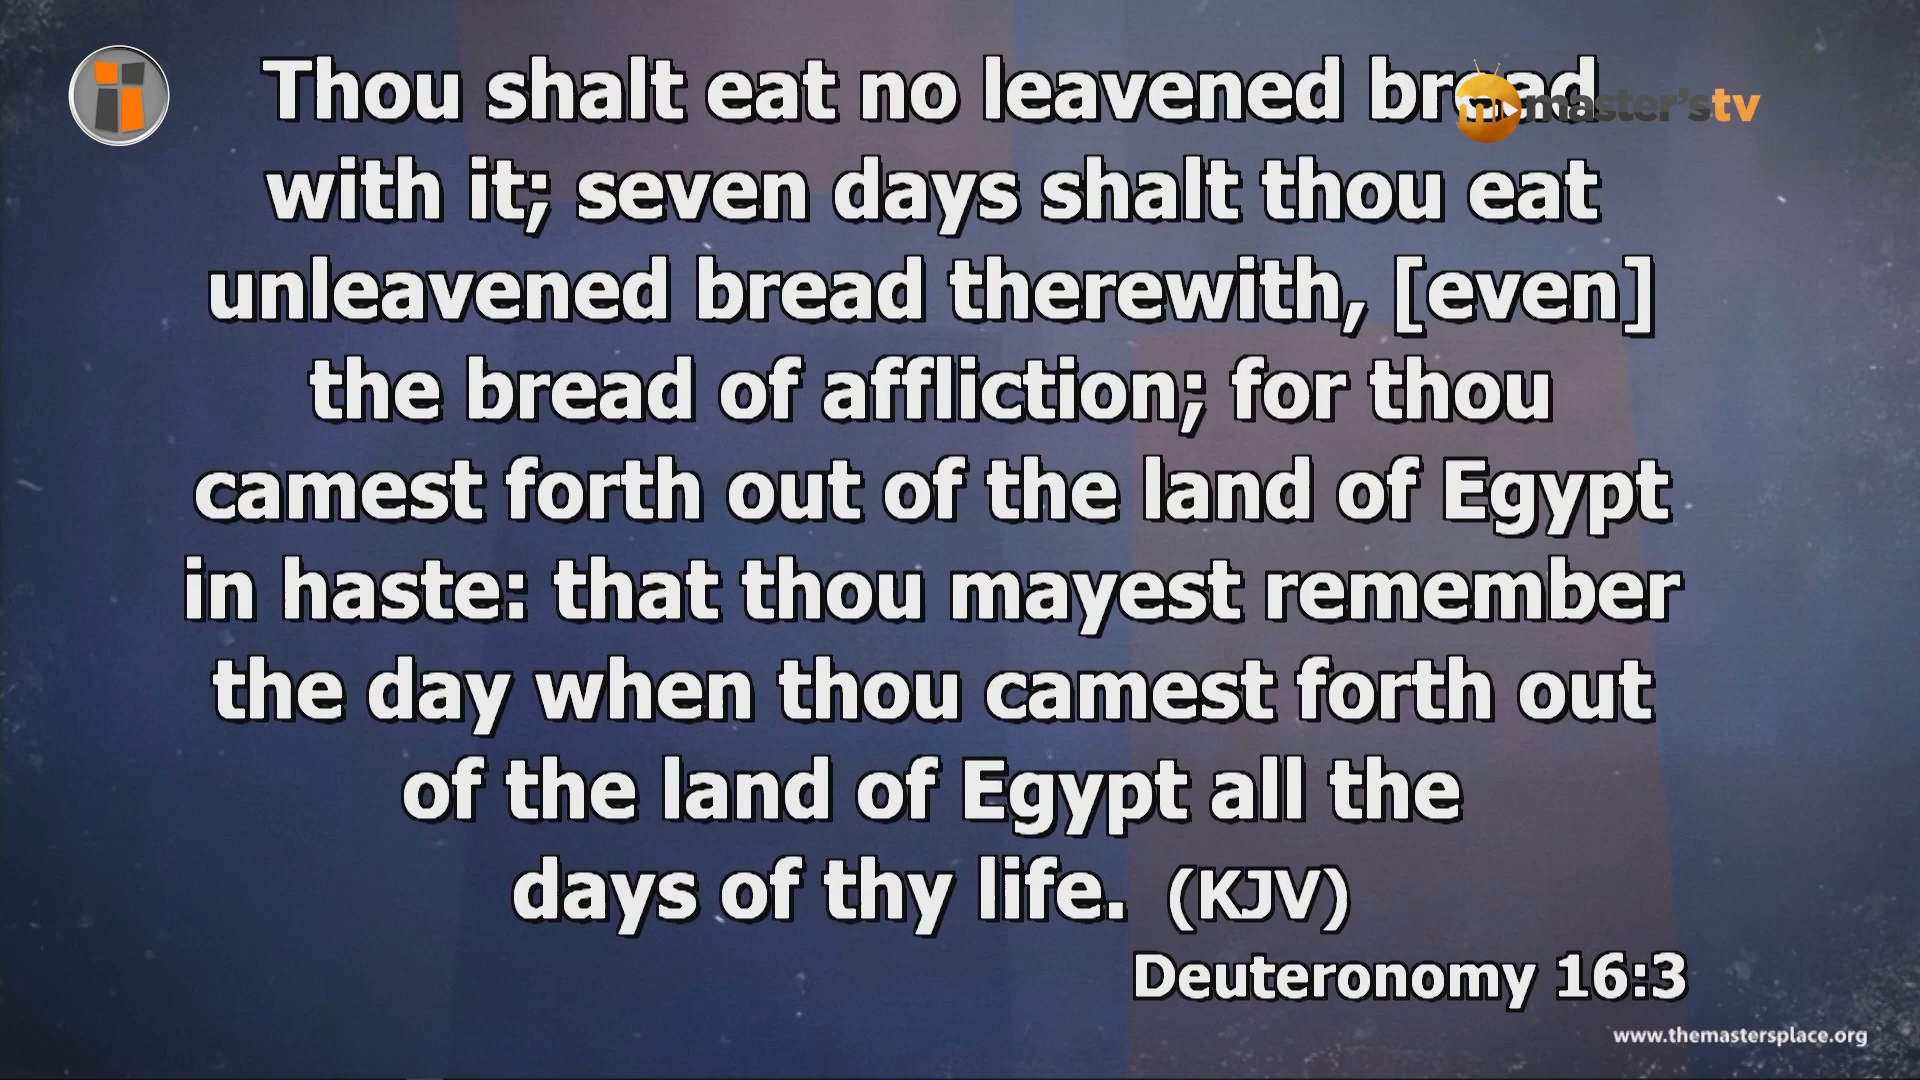 Thou shalt eat no leavened bread
with it; seven days shalt thou eat
unleavened bread therewith, [even]
the bread of affliction; for thou
camest forth out of the land of Egypt
in haste: that thou mayest remember
the day when thou camest forth out
of the land of Egypt all the
days of thy life. (KJV)
Deuteronomy 16:3
m master'stv
www.themastersplace.org